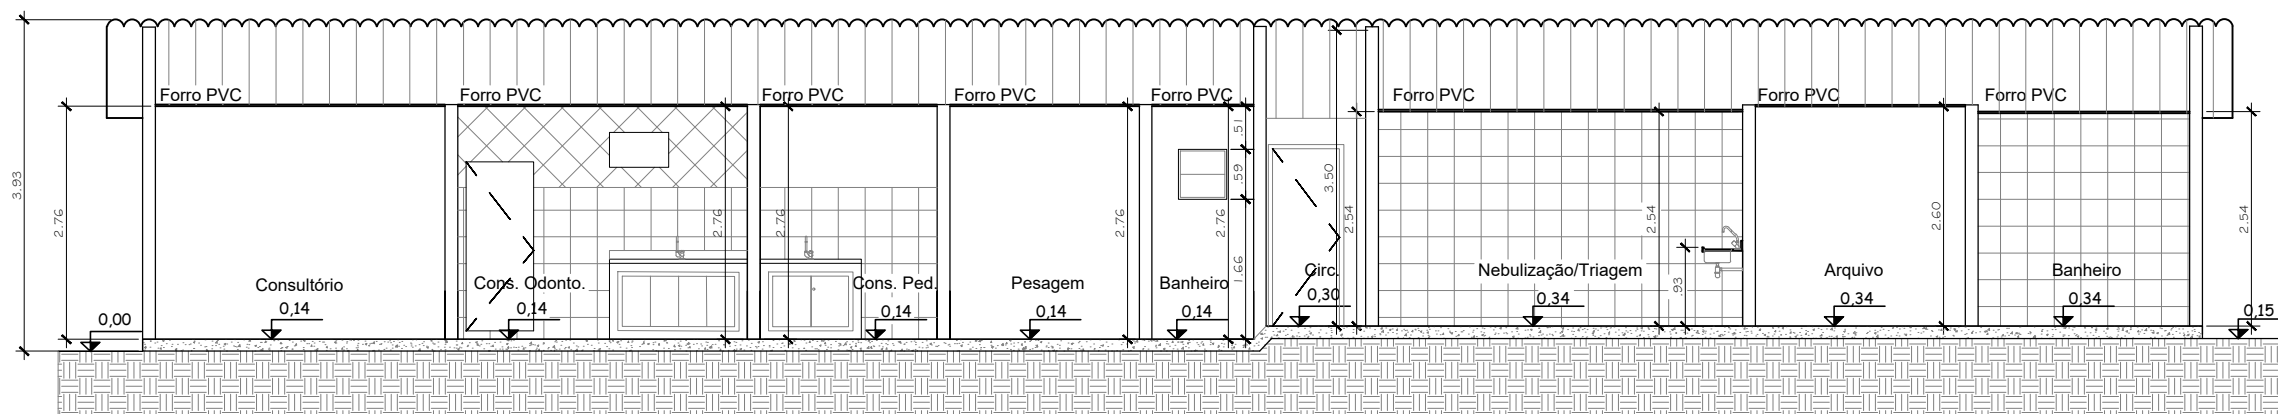 Forro PVC
Forro PVC
Forro PVC
Forro PVC
Forro PVC
Forro PVC
Forro PVC
Forro PVC
3.93
2.76
2.76
2.76
2.76
2.76
.51
.59
1.66
3.50
2.54
2.54
.93
2.60
2.54
Consultório
Cons. Odonto.
Cons. Ped.
Pesagem
Banheiro
Circ.
Nebulização/Triagem
Arquivo
Banheiro
0,00
0,14
0,14
0,14
0,14
0,14
0,30
0,34
0,34
0,34
0,15